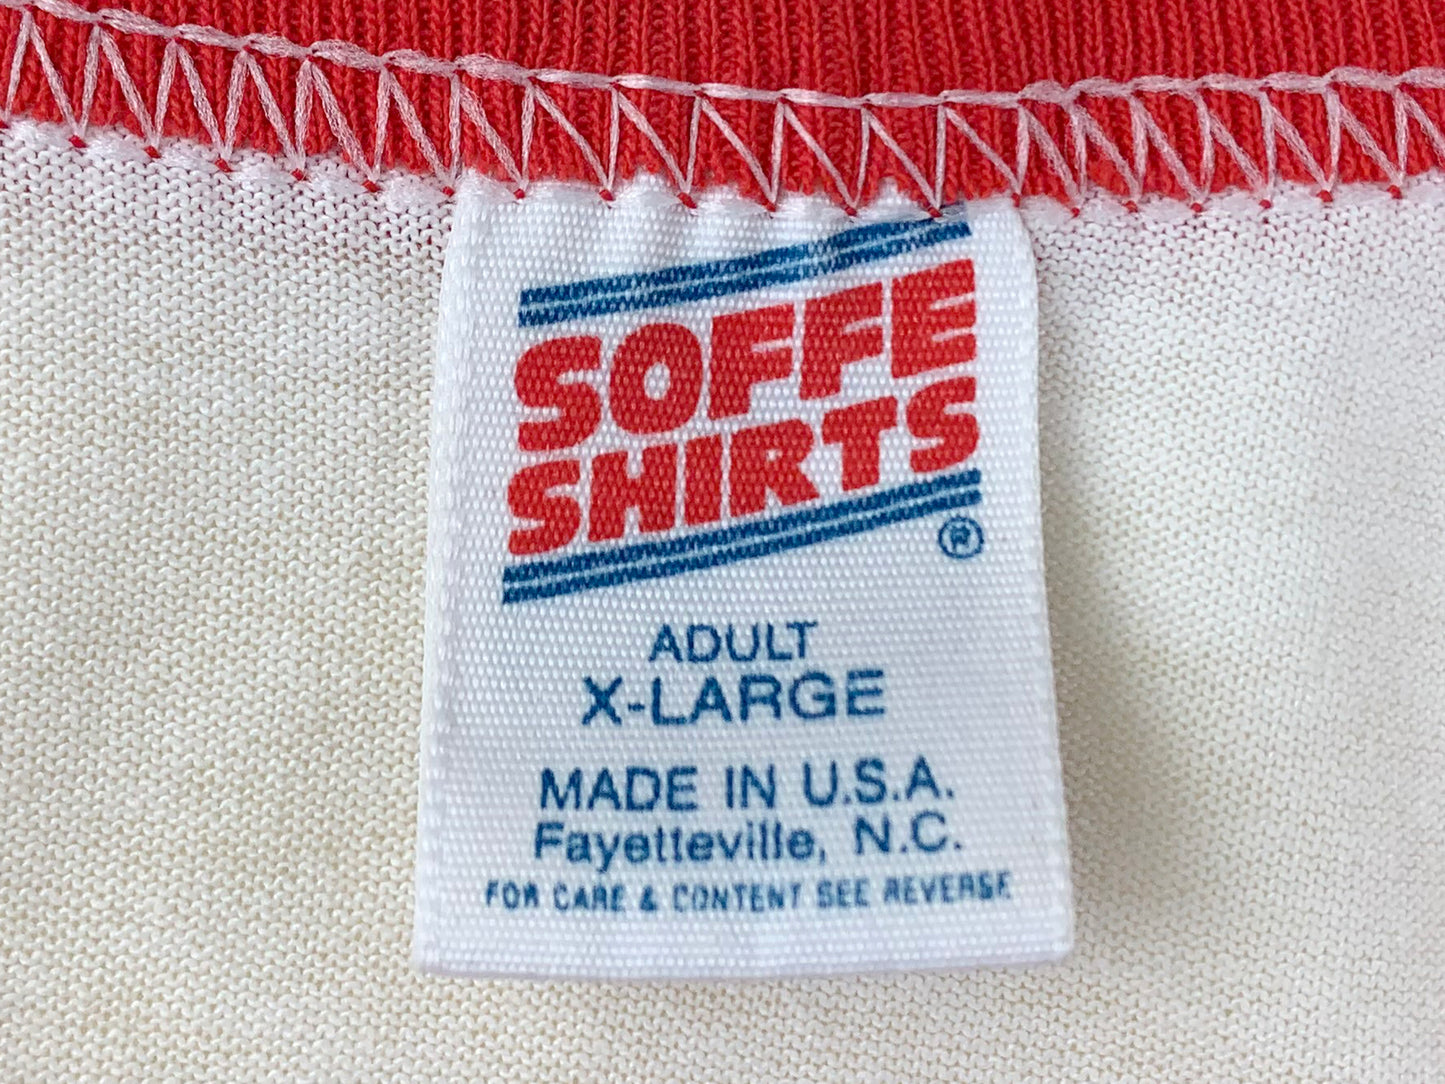 SOFFE
SHIRTS
®
ADULT
X-LARGE
MADE IN U.S.A.
Fayetteville, N.C.
FOR CARE & CONTENT SEE REVERSE